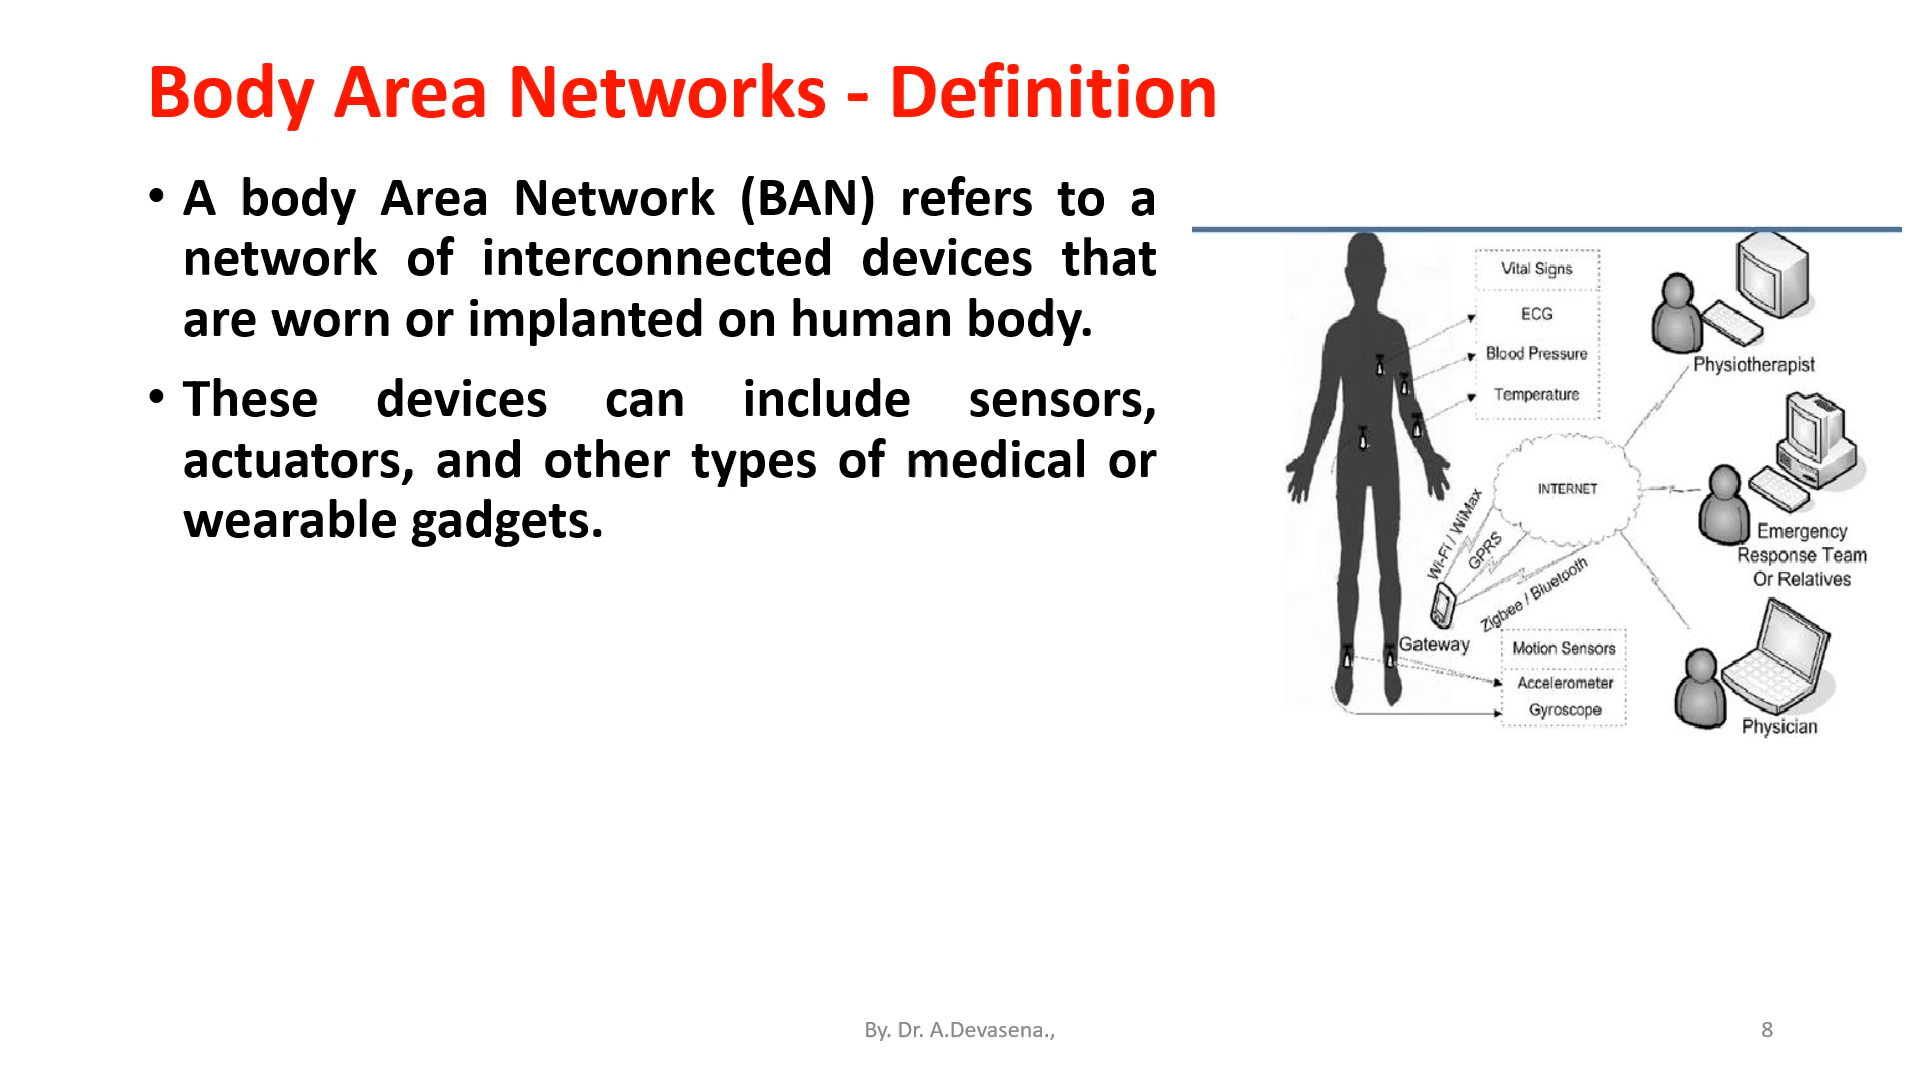 Body Area Networks - Definition
• A body Area Network (BAN) refers to a
network of interconnected devices that
are worn or implanted on human body.
• These devices can include sensors,
actuators, and other types of medical or
wearable gadgets.
Vital Signs
ECG
Blood Pressure
Temperature
Physiotherapist
INTERNET
Emergency
Response Team
Or Relatives
Wi-Fi / WiMax
GPRS
Zigbee / Bluetooth
Gateway
Motion Sensors
Accelerometer
Gyroscope
Physician
By. Dr. A.Devasena.,
8